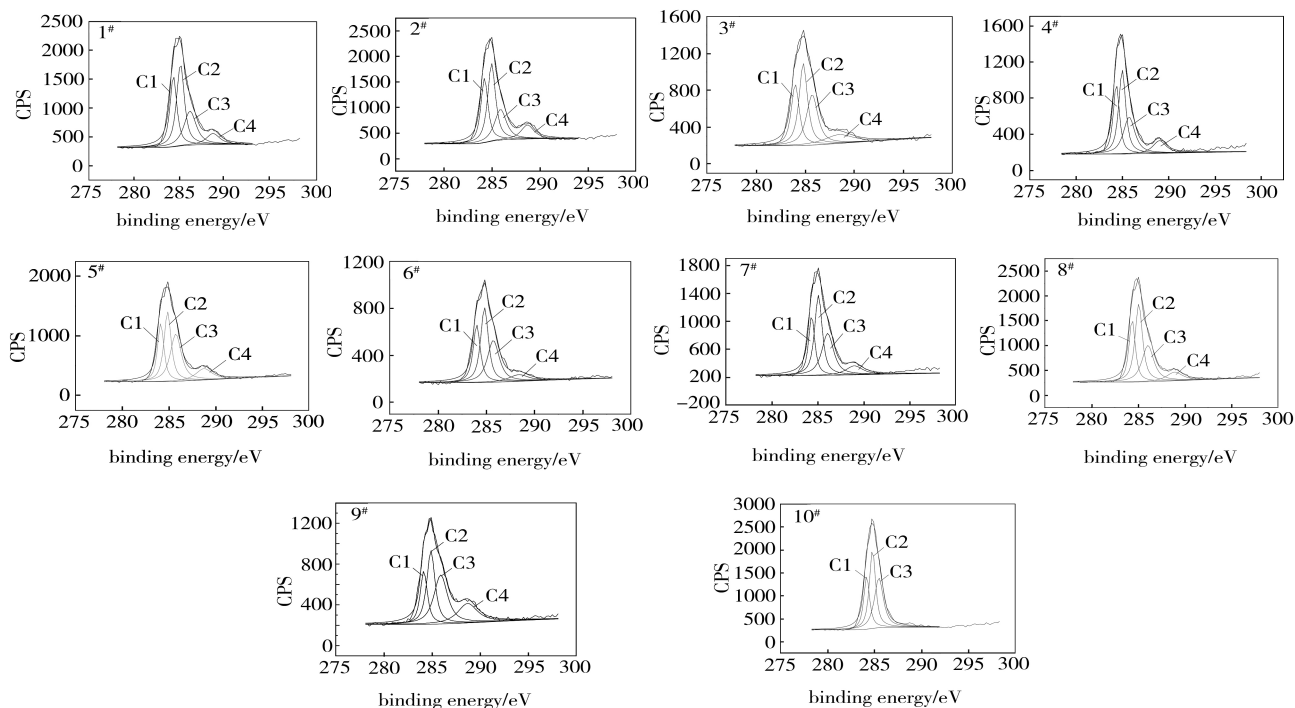 1#
2500
2000
1500
1000
500
0
CPS
C1
C2
C3
C4
275 280 285 290 295 300
binding energy/eV
2#
2500
2000
1500
1000
500
0
CPS
C1
C2
C3
C4
275 280 285 290 295 300
binding energy/eV
3#
1600
1200
800
400
0
CPS
C1
C2
C3
C4
275 280 285 290 295 300
binding energy/eV
4#
1600
1200
800
400
0
CPS
C1
C2
C3
C4
275 280 285 290 295 300
binding energy/eV
5#
2000
1000
0
CPS
C1
C2
C3
C4
275 280 285 290 295 300
binding energy/eV
6#
1200
800
400
0
CPS
C1
C2
C3
C4
275 280 285 290 295 300
binding energy/eV
7#
1800
1400
1000
600
200
−200
CPS
C1
C2
C3
C4
275 280 285 290 295 300
binding energy/eV
8#
2500
2000
1500
1000
500
0
CPS
C1
C2
C3
C4
275 280 285 290 295 300
binding energy/eV
9#
1200
800
400
0
CPS
C1
C2
C3
C4
275 280 285 290 295 300
binding energy/eV
10#
3000
2500
2000
1500
1000
500
0
CPS
C1
C2
C3
275 280 285 290 295 300
binding energy/eV